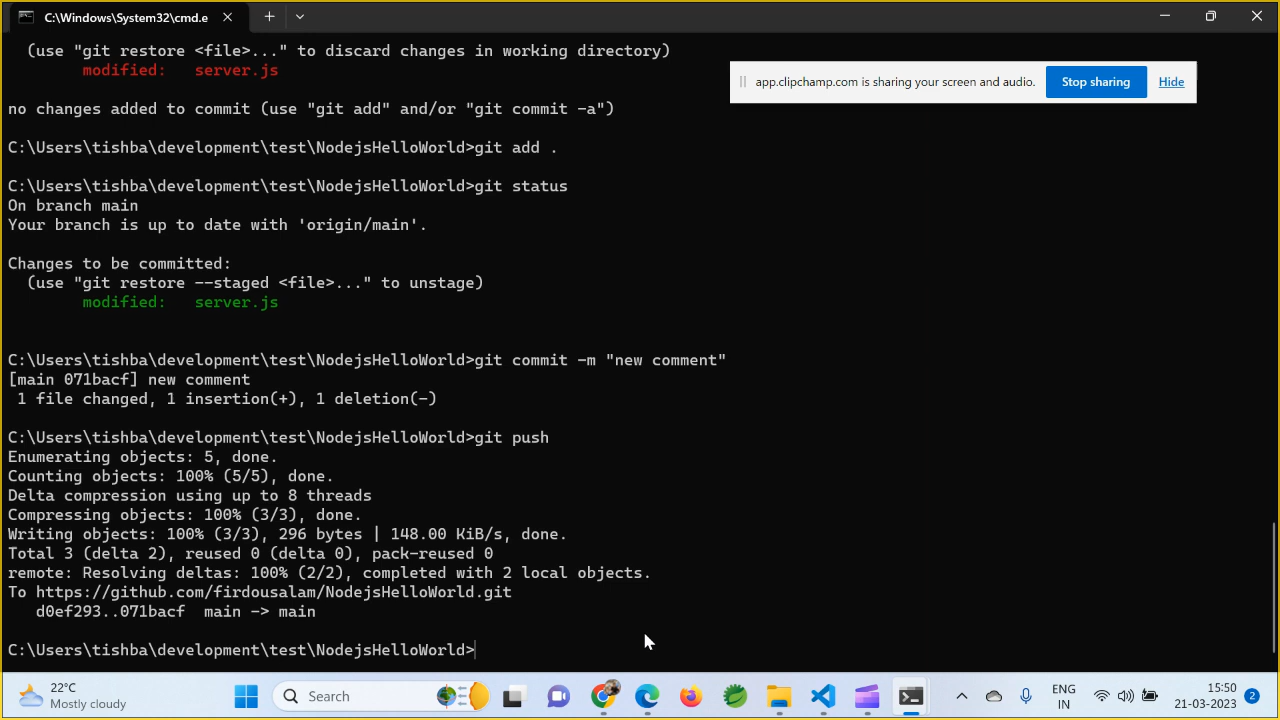 C:\Windows\System32\cmd.e
(use "git restore <file>..." to discard changes in working directory)
modified:   server.js
app.clipchamp.com is sharing your screen and audio.
Stop sharing
Hide
no changes added to commit (use "git add" and/or "git commit -a")
C:\Users\tishba\development\test\NodejsHelloWorld>git add .
C:\Users\tishba\development\test\NodejsHelloWorld>git status
On branch main
Your branch is up to date with 'origin/main'.
Changes to be committed:
(use "git restore --staged <file>..." to unstage)
modified:   server.js
C:\Users\tishba\development\test\NodejsHelloWorld>git commit -m "new comment"
[main 071bacf] new comment
1 file changed, 1 insertion(+), 1 deletion(-)
C:\Users\tishba\development\test\NodejsHelloWorld>git push
Enumerating objects: 5, done.
Counting objects: 100% (5/5), done.
Delta compression using up to 8 threads
Compressing objects: 100% (3/3), done.
Writing objects: 100% (3/3), 296 bytes | 148.00 KiB/s, done.
Total 3 (delta 2), reused 0 (delta 0), pack-reused 0
remote: Resolving deltas: 100% (2/2), completed with 2 local objects.
To https://github.com/firdousalam/NodejsHelloWorld.git
d0ef293..071bacf  main -> main
C:\Users\tishba\development\test\NodejsHelloWorld>
22°C
Mostly cloudy
Search
ENG
IN
15:50
21-03-2023
2